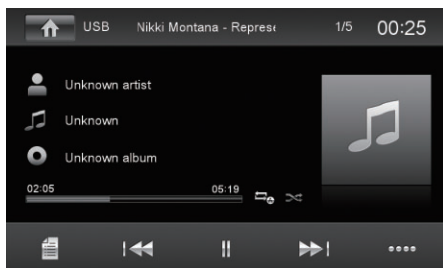 USB Nikki Montana - Represe 1/5 00:25
Unknown artist
Unknown
Unknown album
02:05 05:19